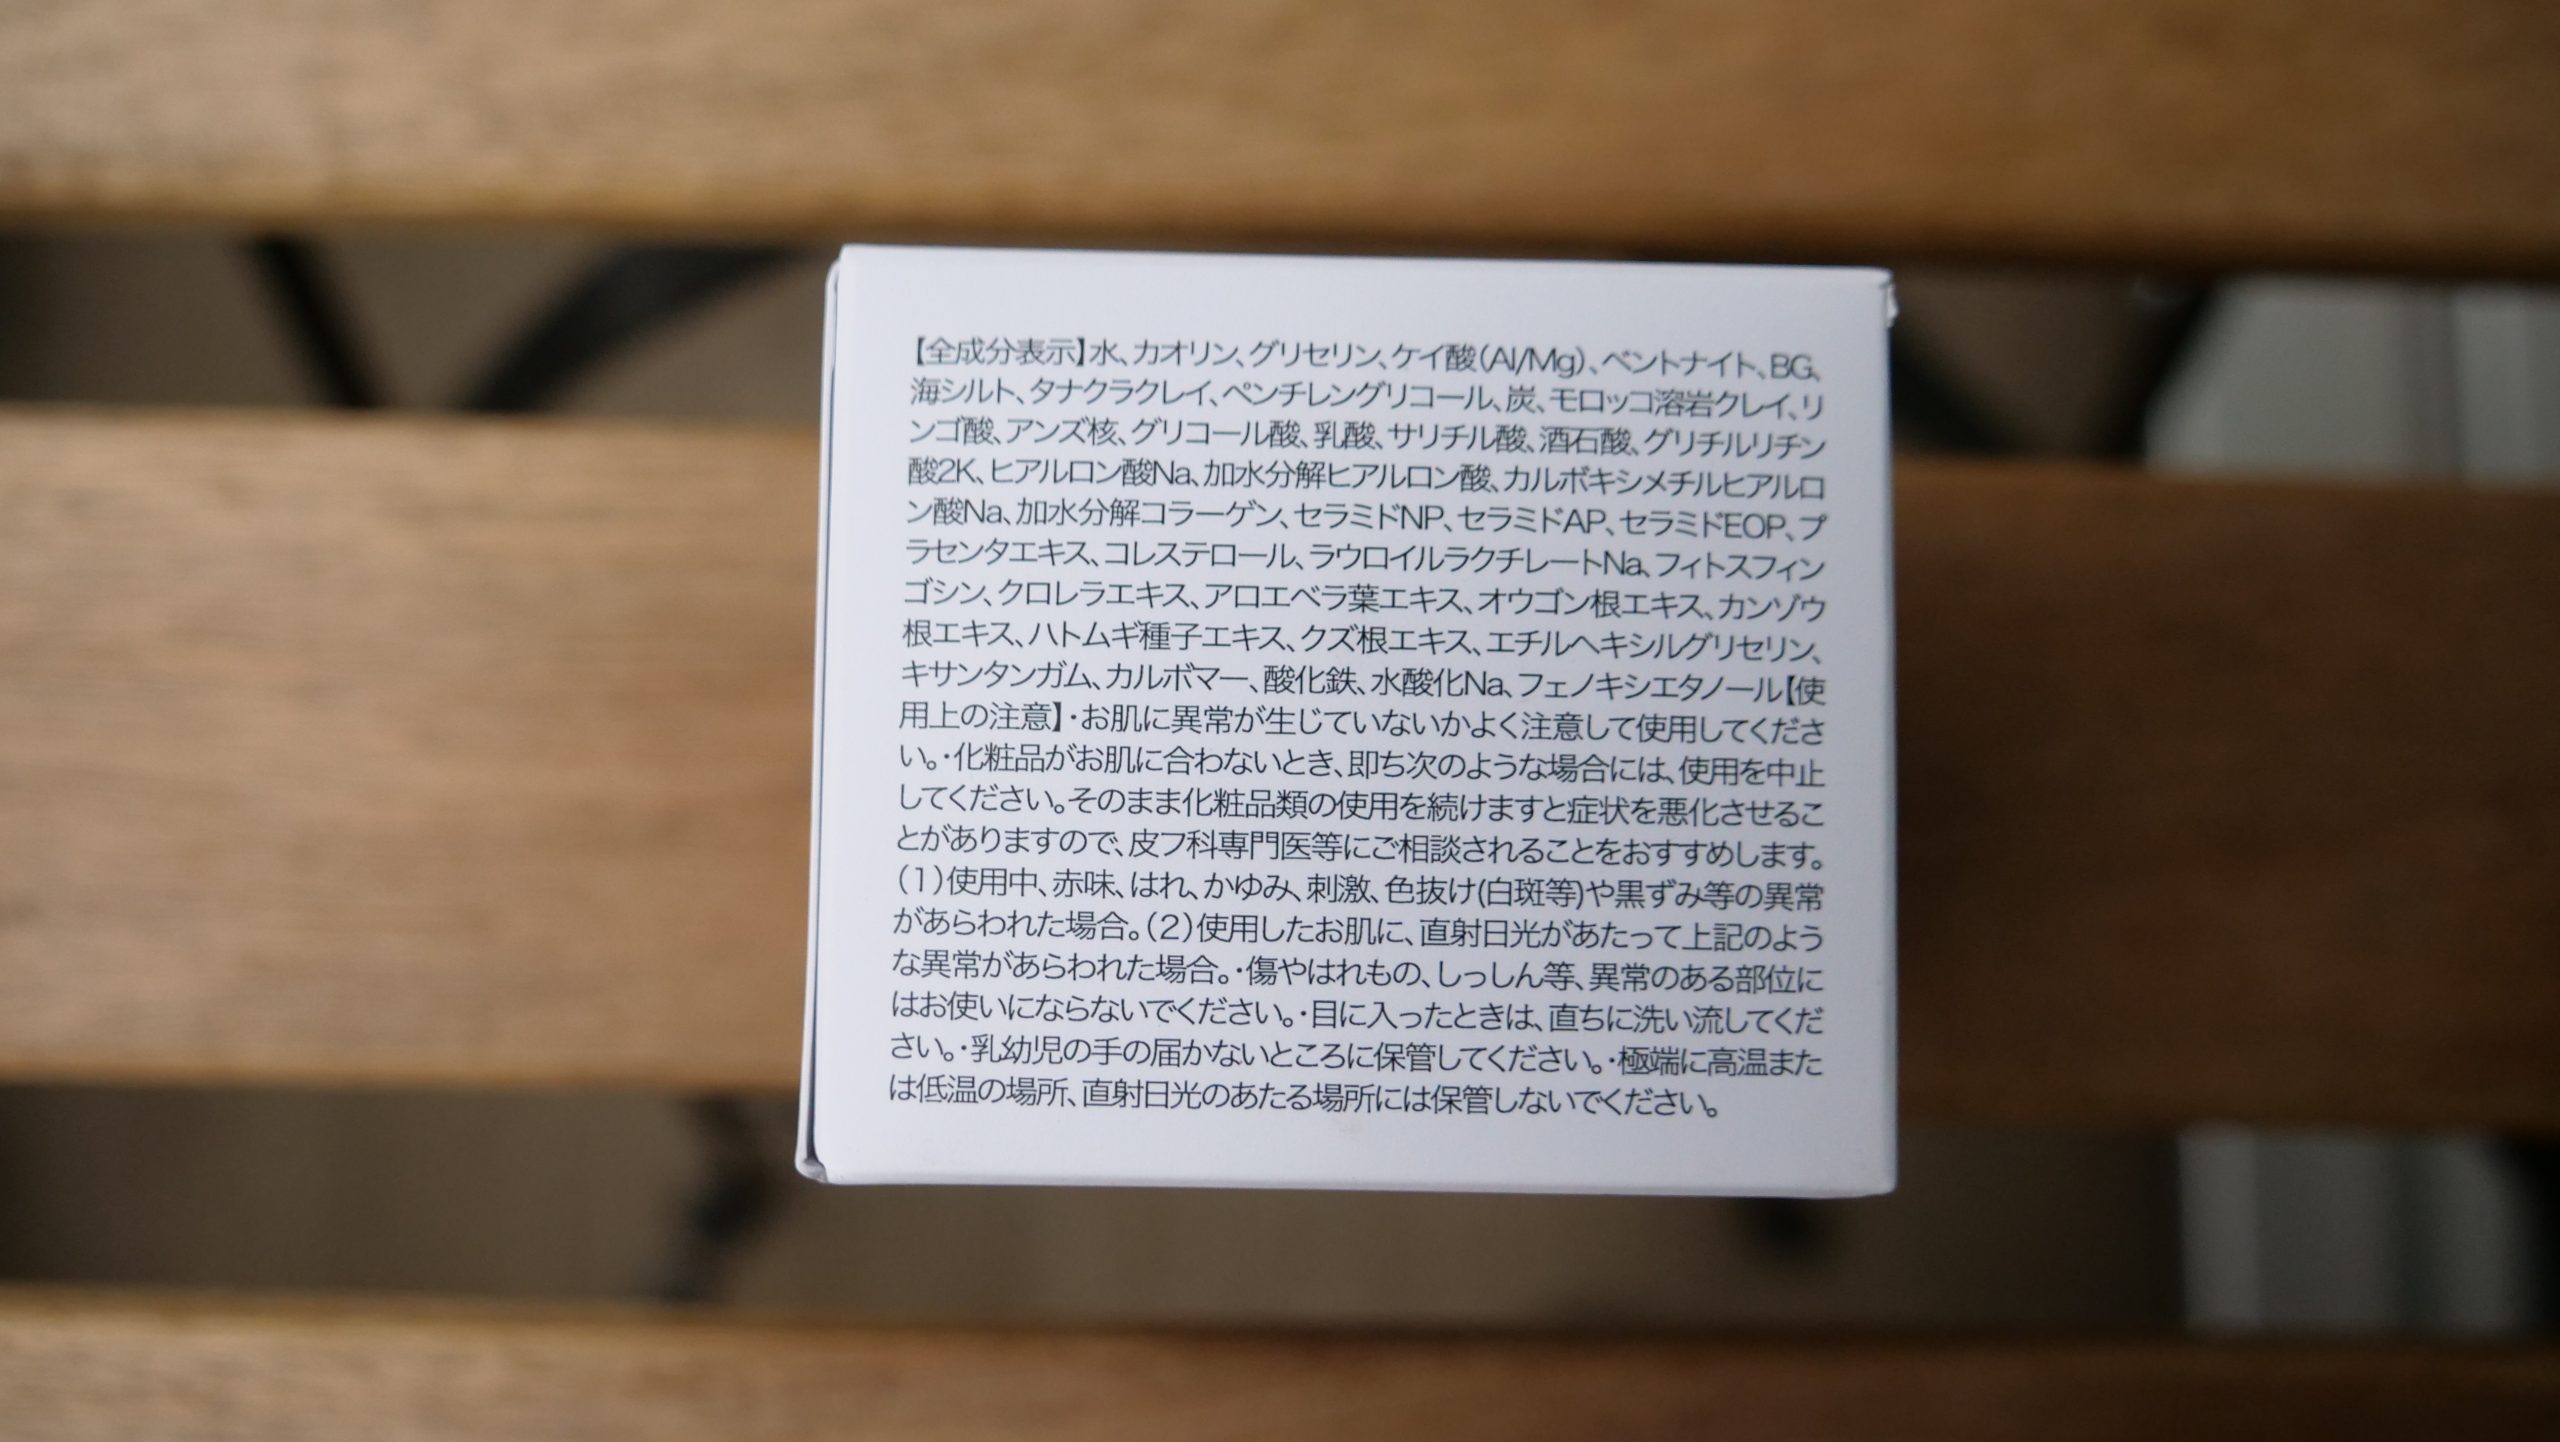 【全成分表示】水、カオリン、グリセリン、ケイ酸(Al/Mg)、ベントナイト、BG、
海シルト、タナクラクレイ、ペンチレングリコール、炭、モロッコ溶岩クレイ、リ
ンゴ酸、アンズ核、グリコール酸、乳酸、サリチル酸、酒石酸、グリチルリチン
酸2K、ヒアルロン酸Na、加水分解ヒアルロン酸、カルボキシメチルヒアルロ
ン酸Na、加水分解コラーゲン、セラミドNP、セラミドAP、セラミドEOP、プ
ラセンタエキス、コレステロール、ラウロイルラクチレートNa、フィトスフィン
ゴシン、クロレラエキス、アロエベラ葉エキス、オウゴン根エキス、カンゾウ
根エキス、ハトムギ種子エキス、クズ根エキス、エチルヘキシルグリセリン、
キサンタンガム、カルボマー、酸化鉄、水酸化Na、フェノキシエタノール【使
用上の注意】・お肌に異常が生じていないかよく注意して使用してくださ
い。・化粧品がお肌に合わないとき、即ち次のような場合には、使用を中止
してください。そのまま化粧品類の使用を続けますと症状を悪化させるこ
とがありますので、皮フ科専門医等にご相談されることをおすすめします。
(1)使用中、赤味、はれ、かゆみ、刺激、色抜け(白斑等)や黒ずみ等の異常
があらわれた場合。(2)使用したお肌に、直射日光があたって上記のよう
な異常があらわれた場合。・傷やはれもの、しっしん等、異常のある部位に
はお使いにならないでください。・目に入ったときは、直ちに洗い流してくだ
さい。・乳幼児の手の届かないところに保管してください。・極端に高温また
は低温の場所、直射日光のあたる場所には保管しないでください。